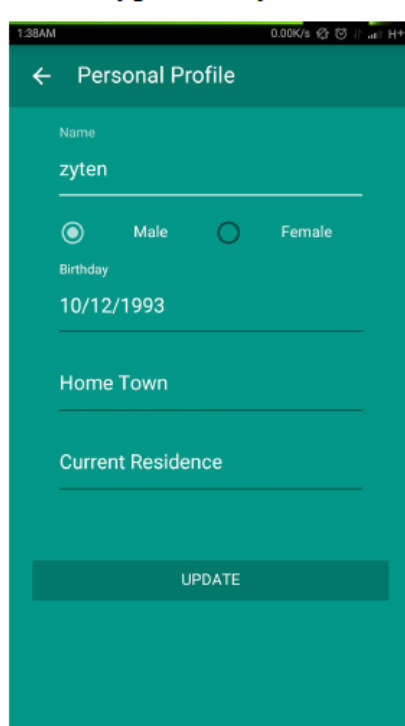 1:38AM 0.00K/s H+
Personal Profile
Name
zyten
Male Female
Birthday
10/12/1993
Home Town
Current Residence
UPDATE